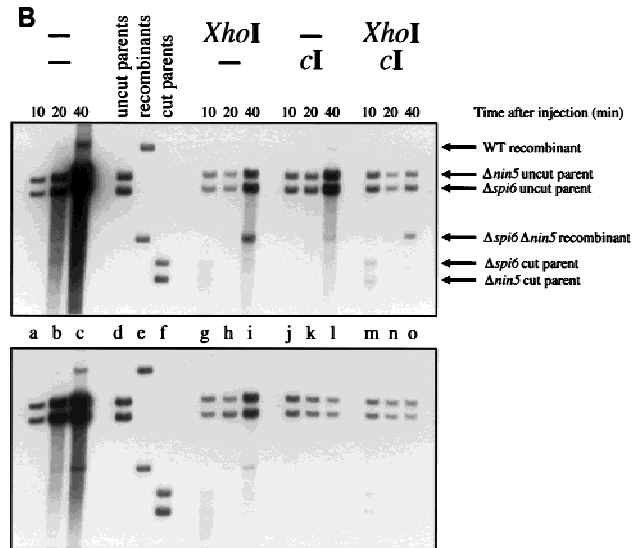 B
— XhoI — XhoI
— — cI cI
uncut parents
recombinants
cut parents
10 20 40 10 20 40 10 20 40 10 20 40 Time after injection (min)
WT recombinant
Δnin5 uncut parent
Δspi6 uncut parent
Δspi6 Δnin5 recombinant
Δspi6 cut parent
Δnin5 cut parent
a b c d e f g h i j k l m n o